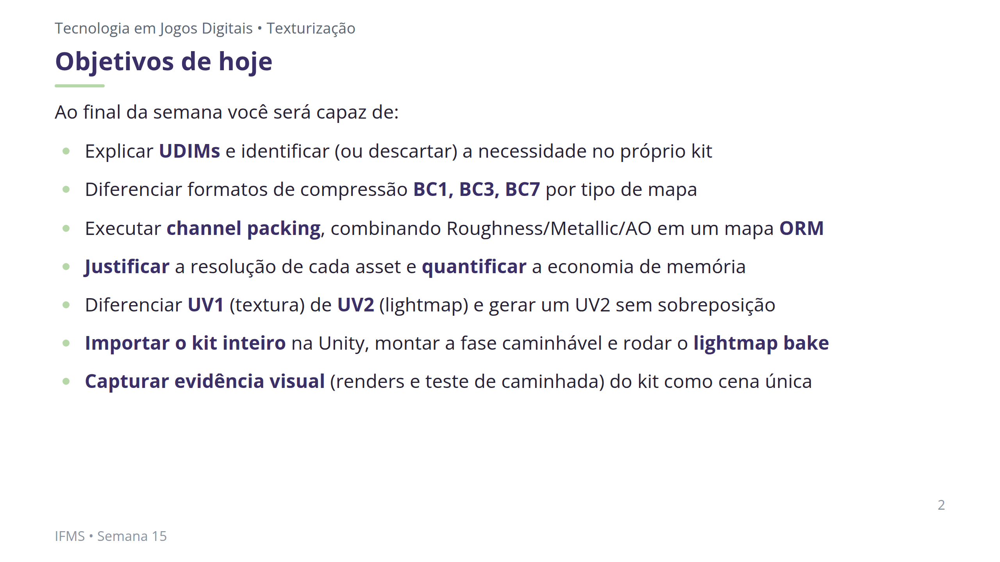 Tecnologia em Jogos Digitais • Texturização
Objetivos de hoje
Ao final da semana você será capaz de:
Explicar UDIMs e identificar (ou descartar) a necessidade no próprio kit
Diferenciar formatos de compressão BC1, BC3, BC7 por tipo de mapa
Executar channel packing, combinando Roughness/Metallic/AO em um mapa ORM
Justificar a resolução de cada asset e quantificar a economia de memória
Diferenciar UV1 (textura) de UV2 (lightmap) e gerar um UV2 sem sobreposição
Importar o kit inteiro na Unity, montar a fase caminhável e rodar o lightmap bake
Capturar evidência visual (renders e teste de caminhada) do kit como cena única
2
IFMS • Semana 15